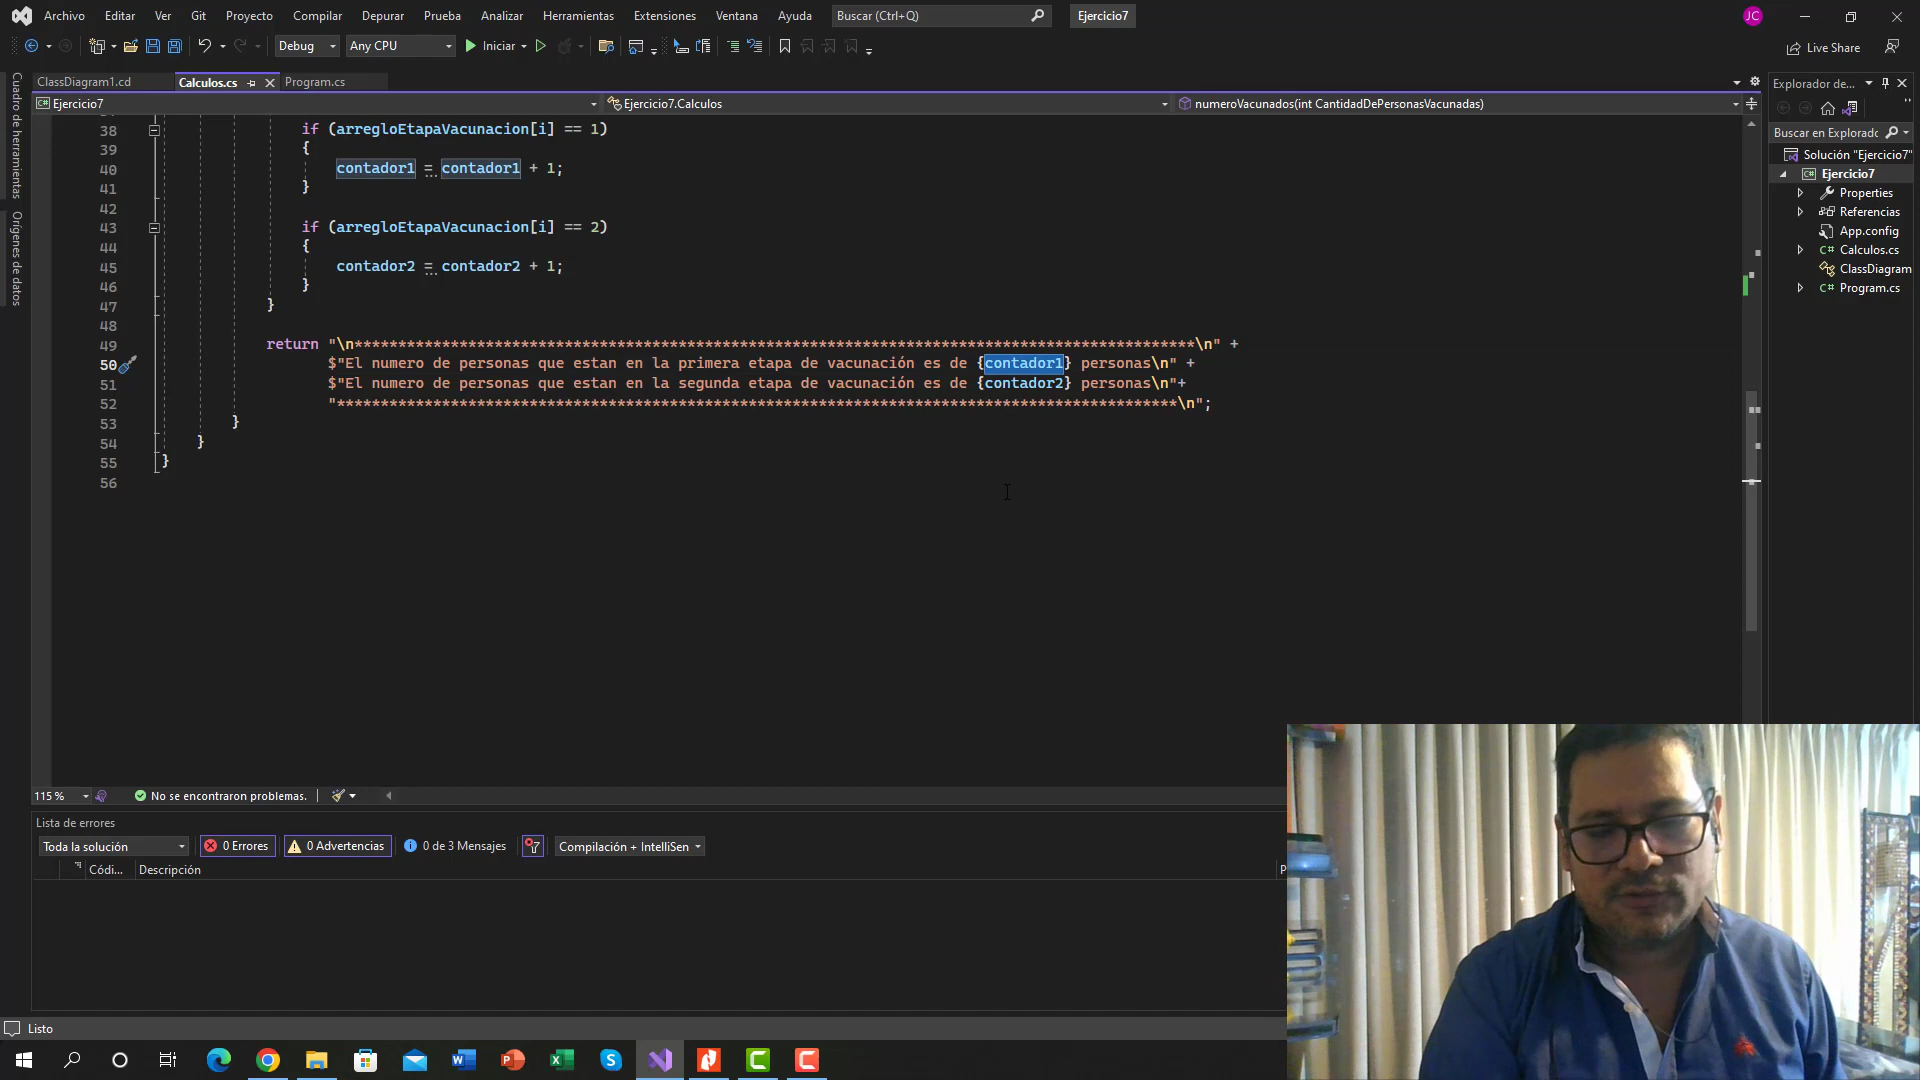 Archivo Editar Ver Git Proyecto Compilar Depurar Prueba Analizar Herramientas Extensiones Ventana Ayuda Buscar (Ctrl+Q) Ejercicio7 JC
Debug Any CPU Iniciar Live Share
ClassDiagram1.cd Calculos.cs Program.cs
Ejercicio7 Ejercicio7.Calculos numeroVacunados(int CantidadDePersonasVacunadas)
Cuadro de herramientas
Orígenes de datos
38 if (arregloEtapaVacunacion[i] == 1)
39 {
40 contador1 = contador1 + 1;
41 }
42
43 if (arregloEtapaVacunacion[i] == 2)
44 {
45 contador2 = contador2 + 1;
46 }
47 }
48
49 return "\n************************************************************************************************\n" +
50 $"El numero de personas que estan en la primera etapa de vacunación es de {contador1} personas\n" +
51 $"El numero de personas que estan en la segunda etapa de vacunación es de {contador2} personas\n"+
52 "************************************************************************************************\n";
53 }
54 }
55 }
56
Explorador de...
Buscar en Explorado
Solución "Ejercicio7"
Ejercicio7
Properties
Referencias
App.config
Calculos.cs
ClassDiagram
Program.cs
115 % No se encontraron problemas.
Lista de errores
Toda la solución 0 Errores 0 Advertencias 0 de 3 Mensajes Compilación + IntelliSen
Códi... Descripción P
Listo